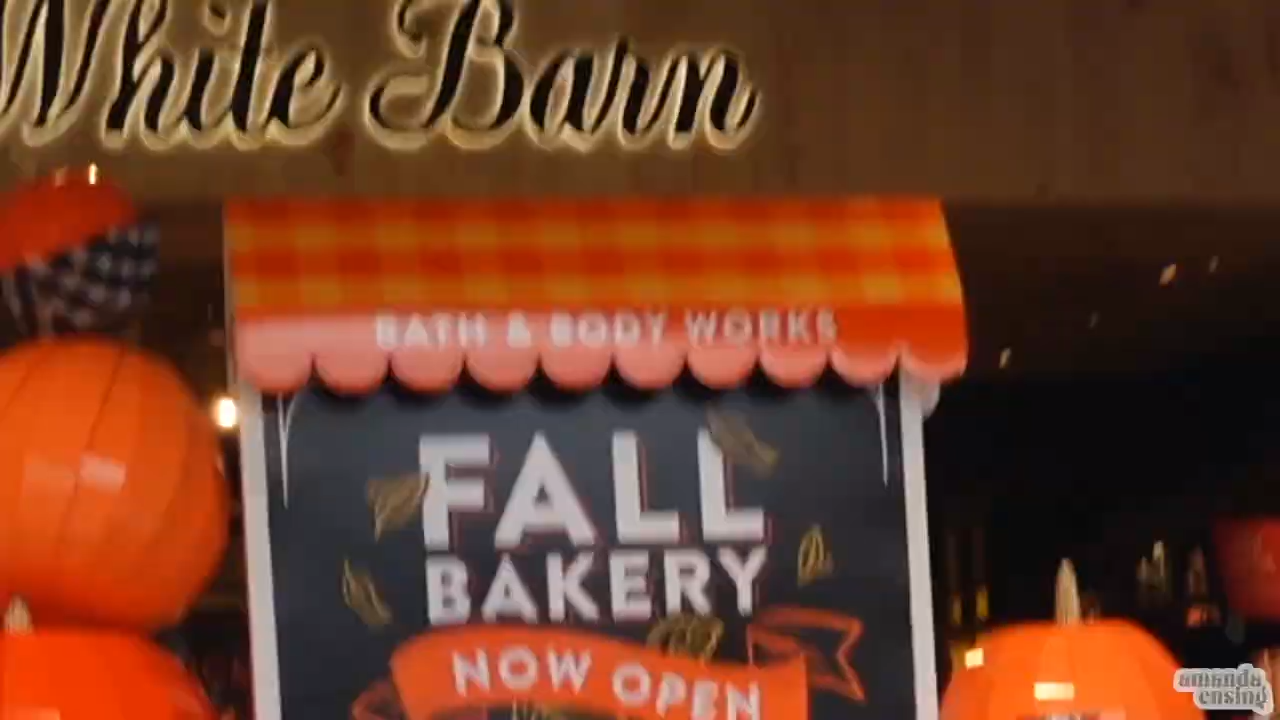 White Barn
BATH & BODY WORKS
FALL
BAKERY
NOW OPEN
amanda
ensing